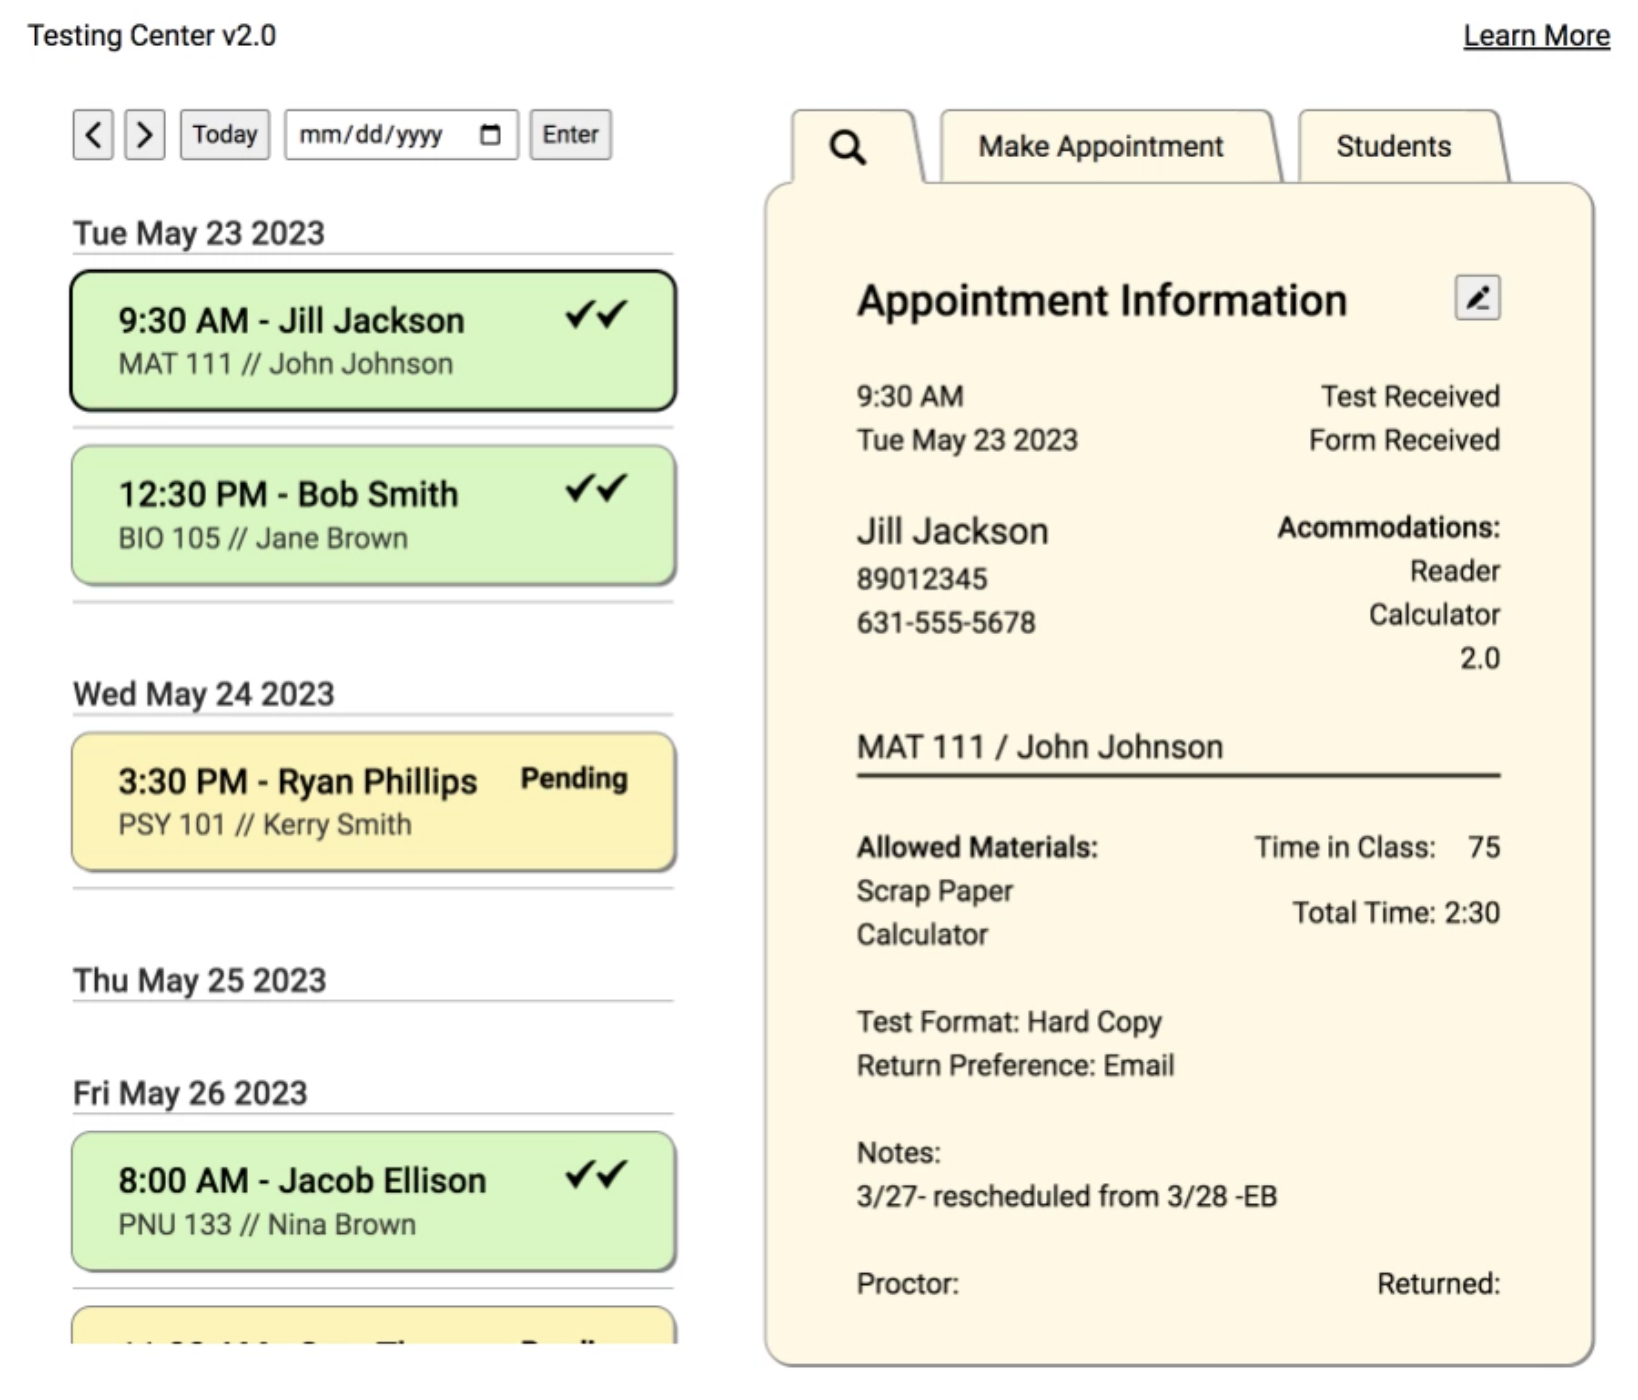 Testing Center v2.0
Learn More
Today
mm/dd/yyyy
Enter
Tue May 23 2023
9:30 AM - Jill Jackson
MAT 111 // John Johnson
12:30 PM - Bob Smith
BIO 105 // Jane Brown
Wed May 24 2023
3:30 PM - Ryan Phillips
Pending
PSY 101 // Kerry Smith
Thu May 25 2023
Fri May 26 2023
8:00 AM - Jacob Ellison
PNU 133 // Nina Brown
Make Appointment
Students
Appointment Information
9:30 AM
Test Received
Tue May 23 2023
Form Received
Jill Jackson
89012345
631-555-5678
Acommodations:
Reader
Calculator
2.0
MAT 111 / John Johnson
Allowed Materials:
Scrap Paper
Calculator
Time in Class: 75
Total Time: 2:30
Test Format: Hard Copy
Return Preference: Email
Notes:
3/27- rescheduled from 3/28 -EB
Proctor:
Returned: